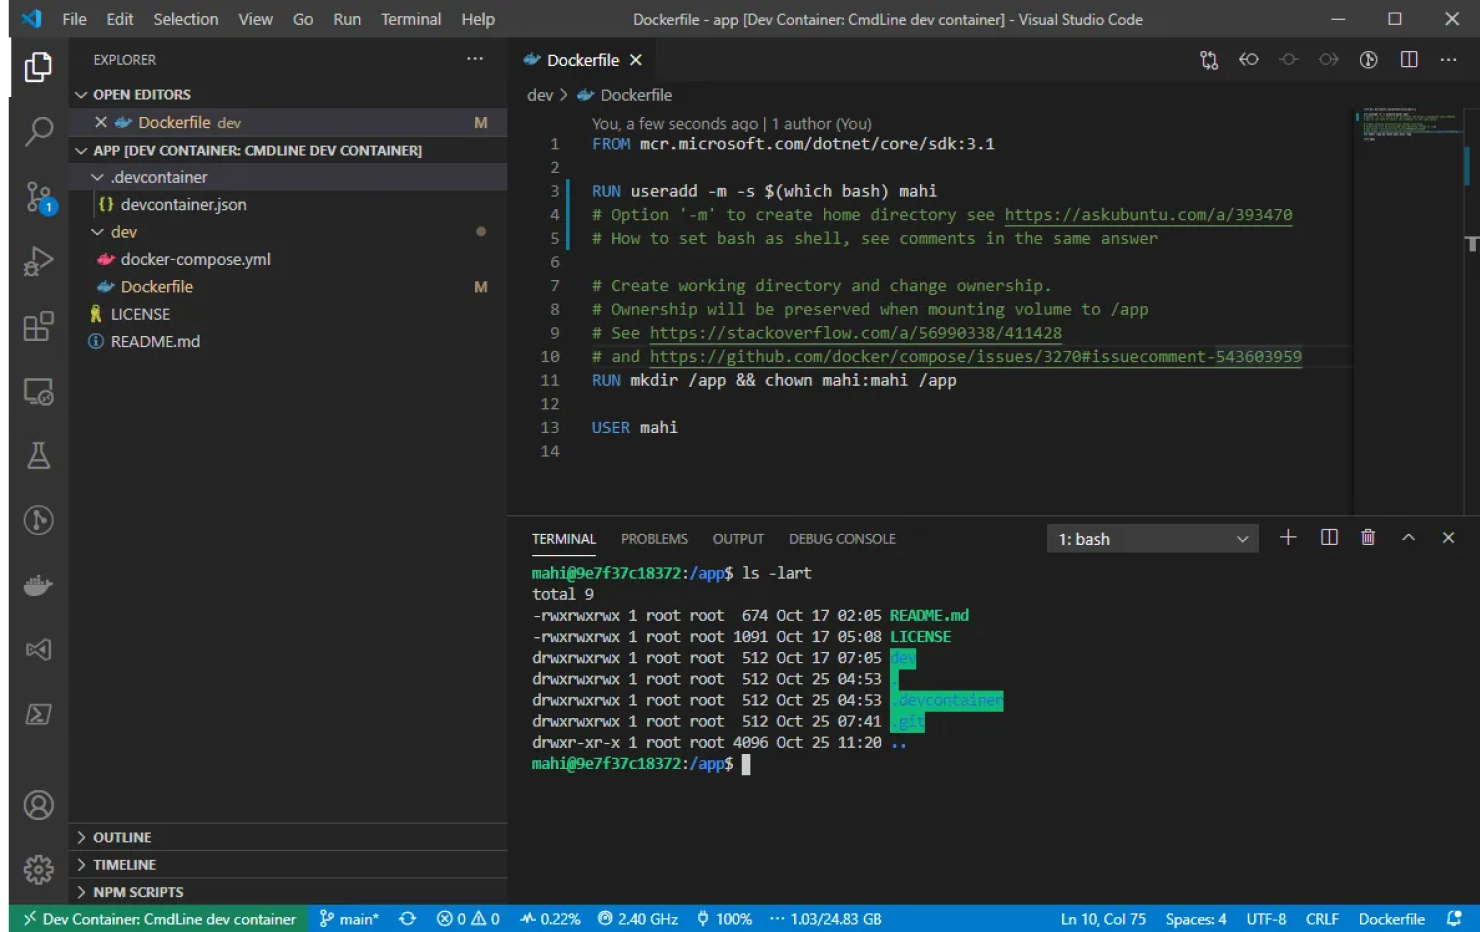 File Edit Selection View Go Run Terminal Help Dockerfile - app [Dev Container: CmdLine dev container] - Visual Studio Code
EXPLORER
OPEN EDITORS
Dockerfile dev M
APP [DEV CONTAINER: CMDLINE DEV CONTAINER]
.devcontainer
{} devcontainer.json
dev
docker-compose.yml
Dockerfile M
LICENSE
README.md
1
OUTLINE
TIMELINE
NPM SCRIPTS
Dockerfile
dev > Dockerfile
You, a few seconds ago | 1 author (You)
1 FROM mcr.microsoft.com/dotnet/core/sdk:3.1
2
3 RUN useradd -m -s $(which bash) mahi
4 # Option '-m' to create home directory see https://askubuntu.com/a/393470
5 # How to set bash as shell, see comments in the same answer
6
7 # Create working directory and change ownership.
8 # Ownership will be preserved when mounting volume to /app
9 # See https://stackoverflow.com/a/56990338/411428
10 # and https://github.com/docker/compose/issues/3270#issuecomment-543603959
11 RUN mkdir /app && chown mahi:mahi /app
12
13 USER mahi
14
TERMINAL PROBLEMS OUTPUT DEBUG CONSOLE 1: bash
mahi@9e7f37c18372:/app$ ls -lart
total 9
-rwxrwxrwx 1 root root 674 Oct 17 02:05 README.md
-rwxrwxrwx 1 root root 1091 Oct 17 05:08 LICENSE
drwxrwxrwx 1 root root 512 Oct 17 07:05 dev
drwxrwxrwx 1 root root 512 Oct 25 04:53 .
drwxrwxrwx 1 root root 512 Oct 25 04:53 .devcontainer
drwxrwxrwx 1 root root 512 Oct 25 07:41 .git
drwxr-xr-x 1 root root 4096 Oct 25 11:20 ..
mahi@9e7f37c18372:/app$
Dev Container: CmdLine dev container main* 0 0 0.22% 2.40 GHz 100% 1.03/24.83 GB Ln 10, Col 75 Spaces: 4 UTF-8 CRLF Dockerfile